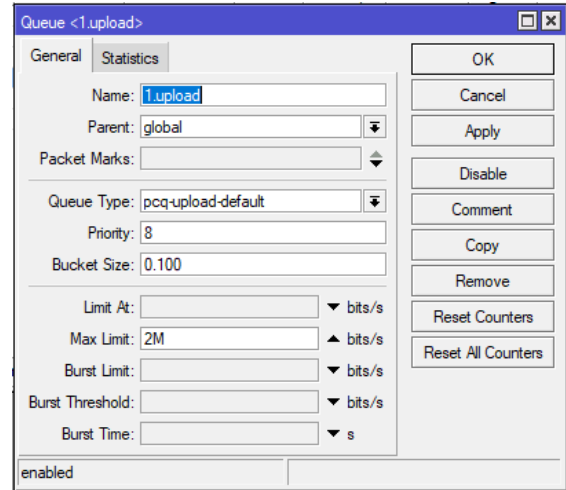 Queue <1.upload>
General Statistics
Name: 1.upload
Parent: global
Packet Marks:
Queue Type: pcq-upload-default
Priority: 8
Bucket Size: 0.100
Limit At: bits/s
Max Limit: 2M bits/s
Burst Limit: bits/s
Burst Threshold: bits/s
Burst Time: s
OK
Cancel
Apply
Disable
Comment
Copy
Remove
Reset Counters
Reset All Counters
enabled